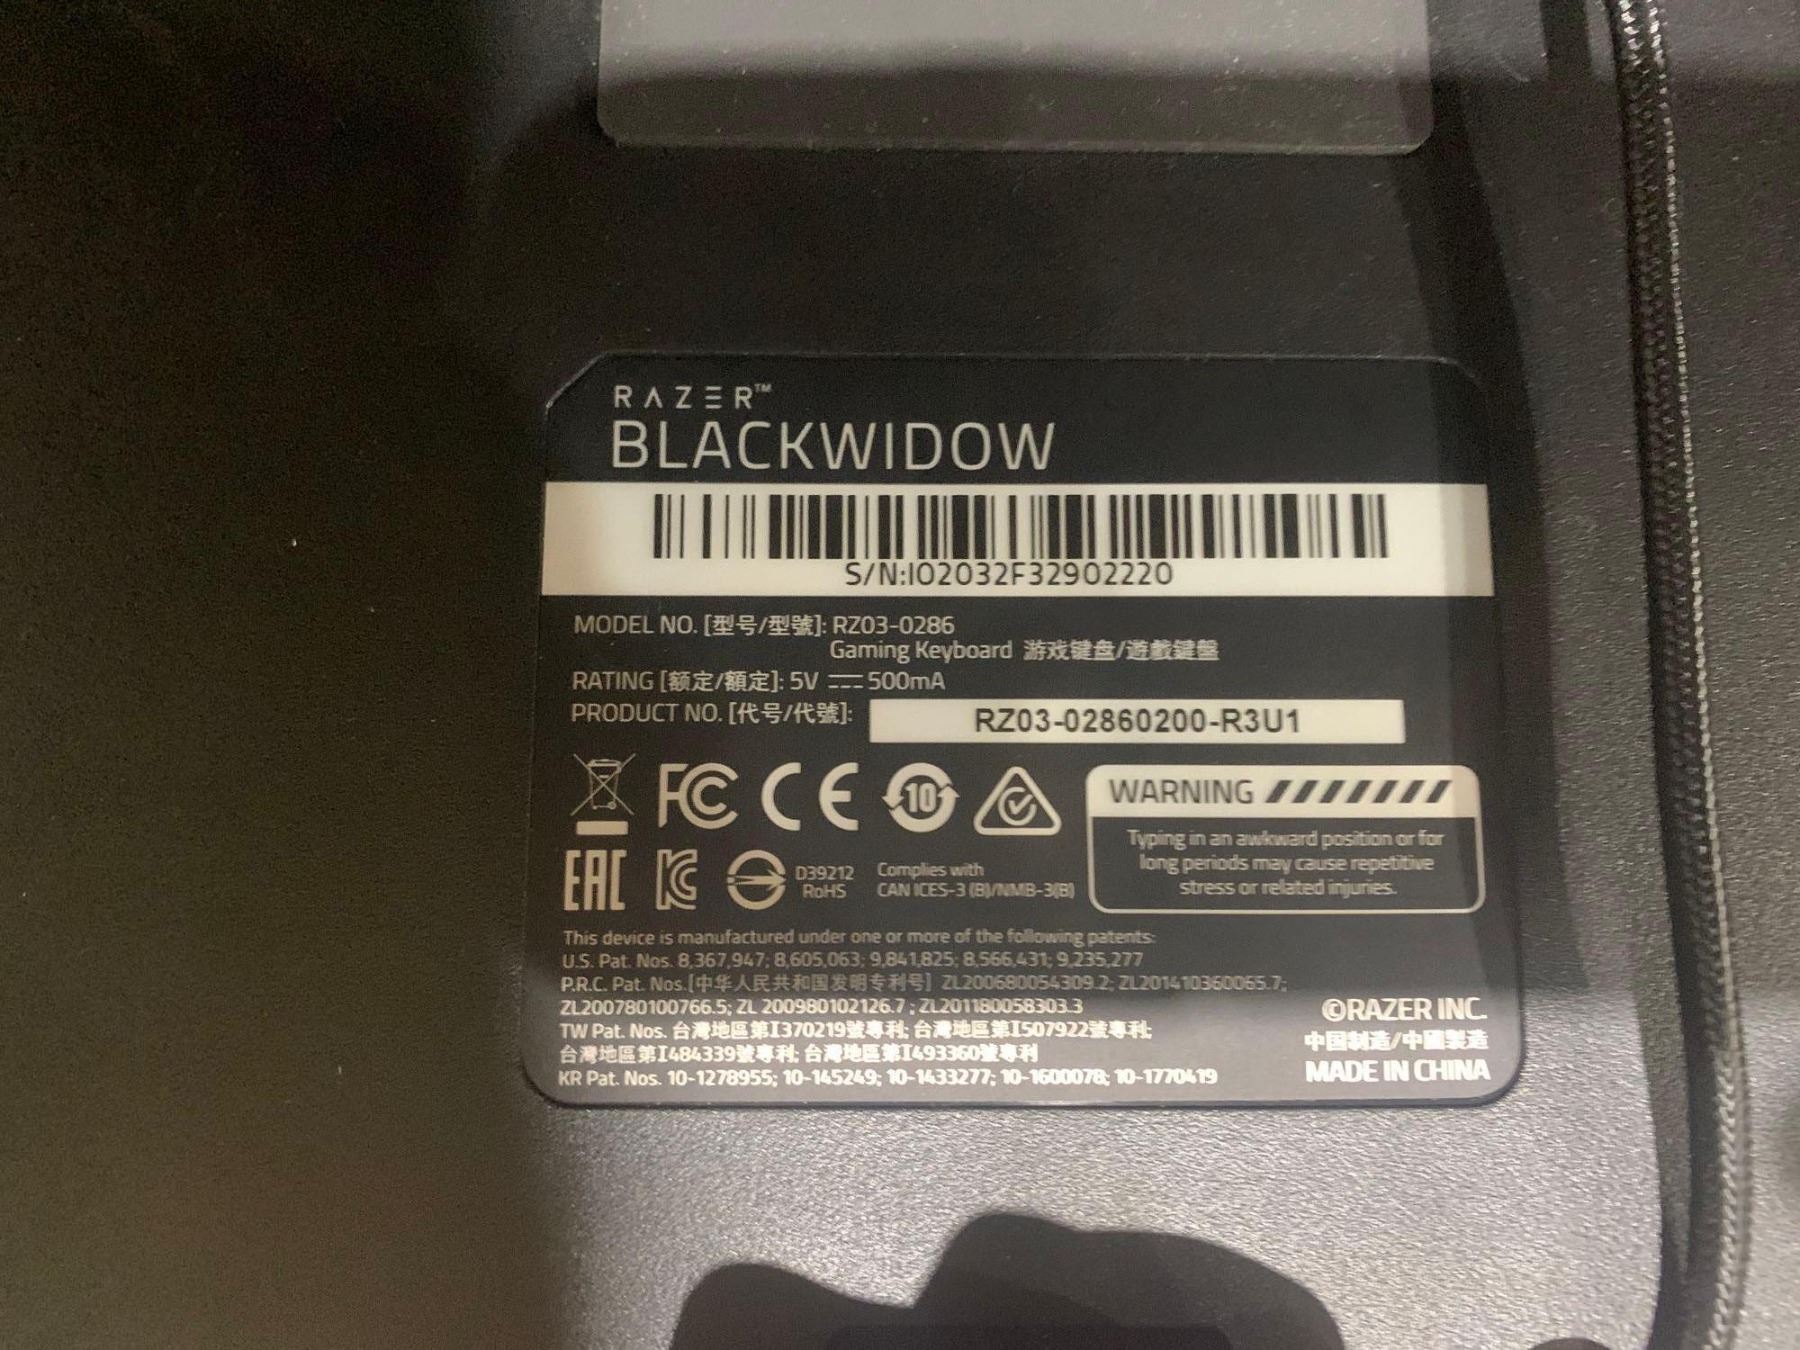 RAZER™
BLACKWIDOW
S/N:IO2032F32902220
MODEL NO. [型号/型號]: RZ03-0286
Gaming Keyboard 游戏键盘/遊戲鍵盤
RATING [额定/額定]: 5V ⎓ 500mA
PRODUCT NO. [代号/代號]: RZ03-02860200-R3U1
FC CE 10
WARNING
Typing in an awkward position or for
long periods may cause repetitive
stress or related injuries.
EAC KC D39212
RoHS
Complies with
CAN ICES-3 (B)/NMB-3(B)
This device is manufactured under one or more of the following patents:
U.S. Pat. Nos. 8,367,947; 8,605,063; 9,841,825; 8,566,431; 9,235,277
P.R.C. Pat. Nos.[中华人民共和国发明专利号] ZL200680054309.2; ZL201410360065.7;
ZL200780100766.5; ZL 200980102126.7 ; ZL201180058303.3
TW Pat. Nos. 台灣地區第I370219號專利; 台灣地區第I507922號專利;
台灣地區第I484339號專利; 台灣地區第I493360號專利
KR Pat. Nos. 10-1278955; 10-145249; 10-1433277; 10-1600078; 10-1770419
©RAZER INC.
中国制造/中國製造
MADE IN CHINA